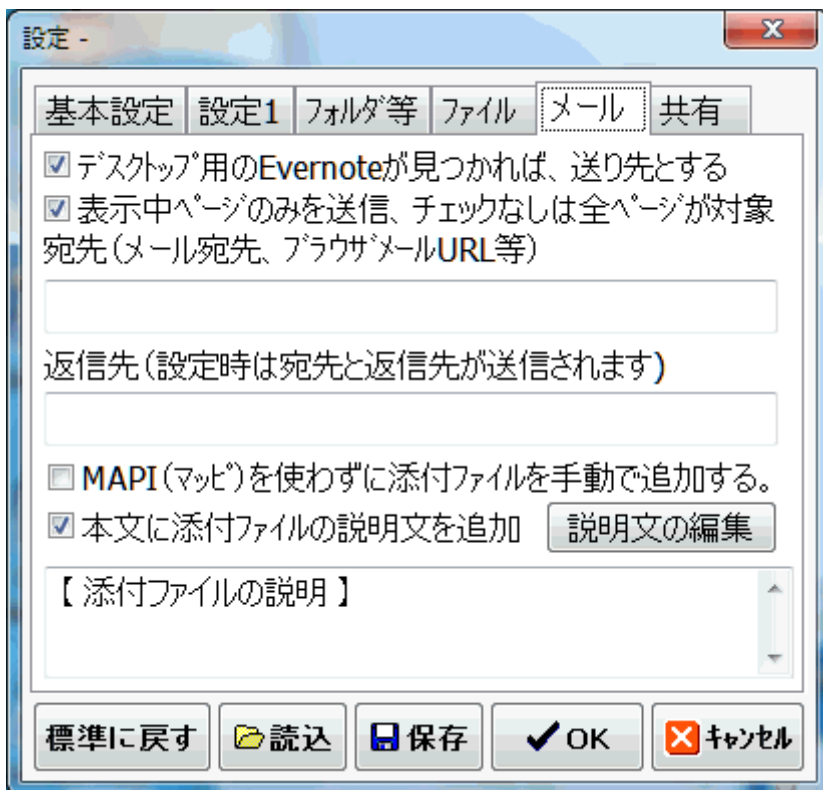 設定 -
基本設定 設定1 フォルダ等 ファイル メール 共有
ﾃﾞｽｸﾄｯﾌﾟ用のEvernoteが見つかれば、送り先とする
表示中ﾍﾟｰｼﾞのみを送信、チェックなしは全ﾍﾟｰｼﾞが対象
宛先(メール宛先、ﾌﾞﾗｳｻﾞﾒｰﾙURL等)
返信先(設定時は宛先と返信先が送信されます)
MAPI(ﾏｯﾋﾟ)を使わずに添付ファイルを手動で追加する。
本文に添付ファイルの説明文を追加 説明文の編集
【 添付ファイルの説明 】
標準に戻す 読込 保存 OK ｷｬﾝｾﾙ